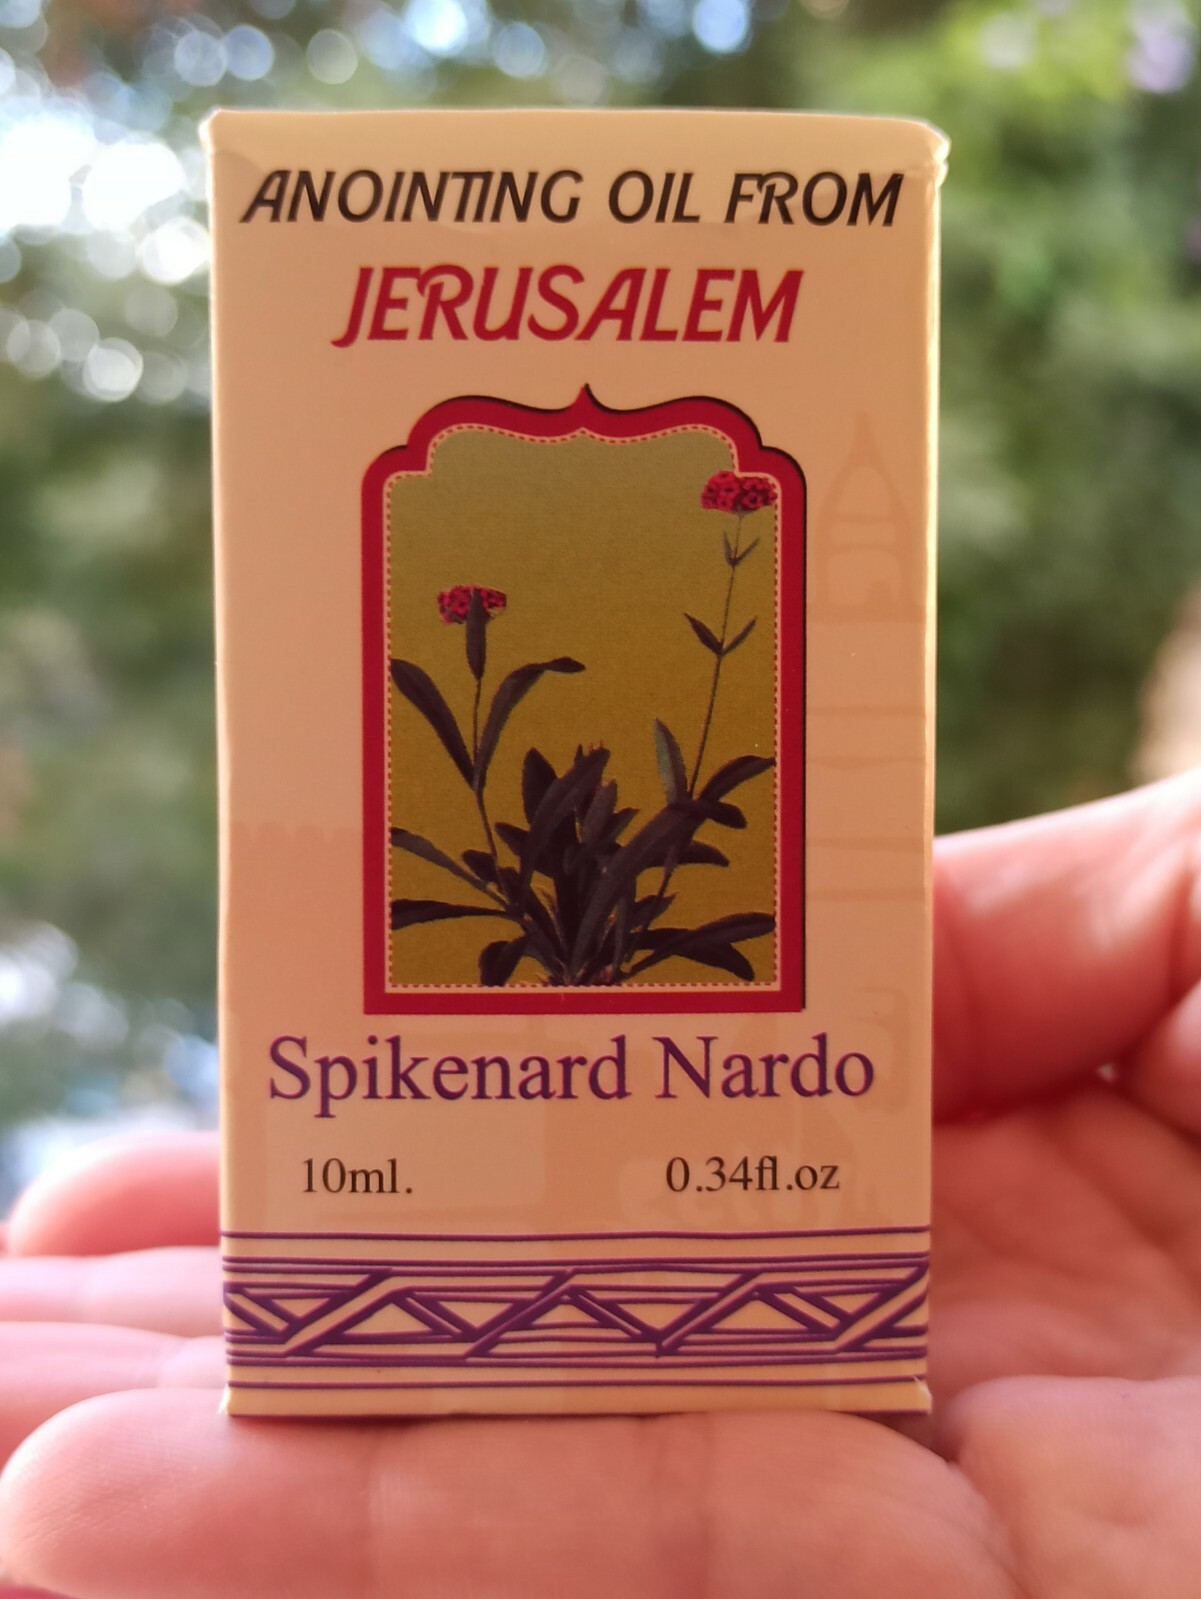 ANOINTING OIL FROM
JERUSALEM
Spikenard Nardo
10ml. 0.34fl.oz